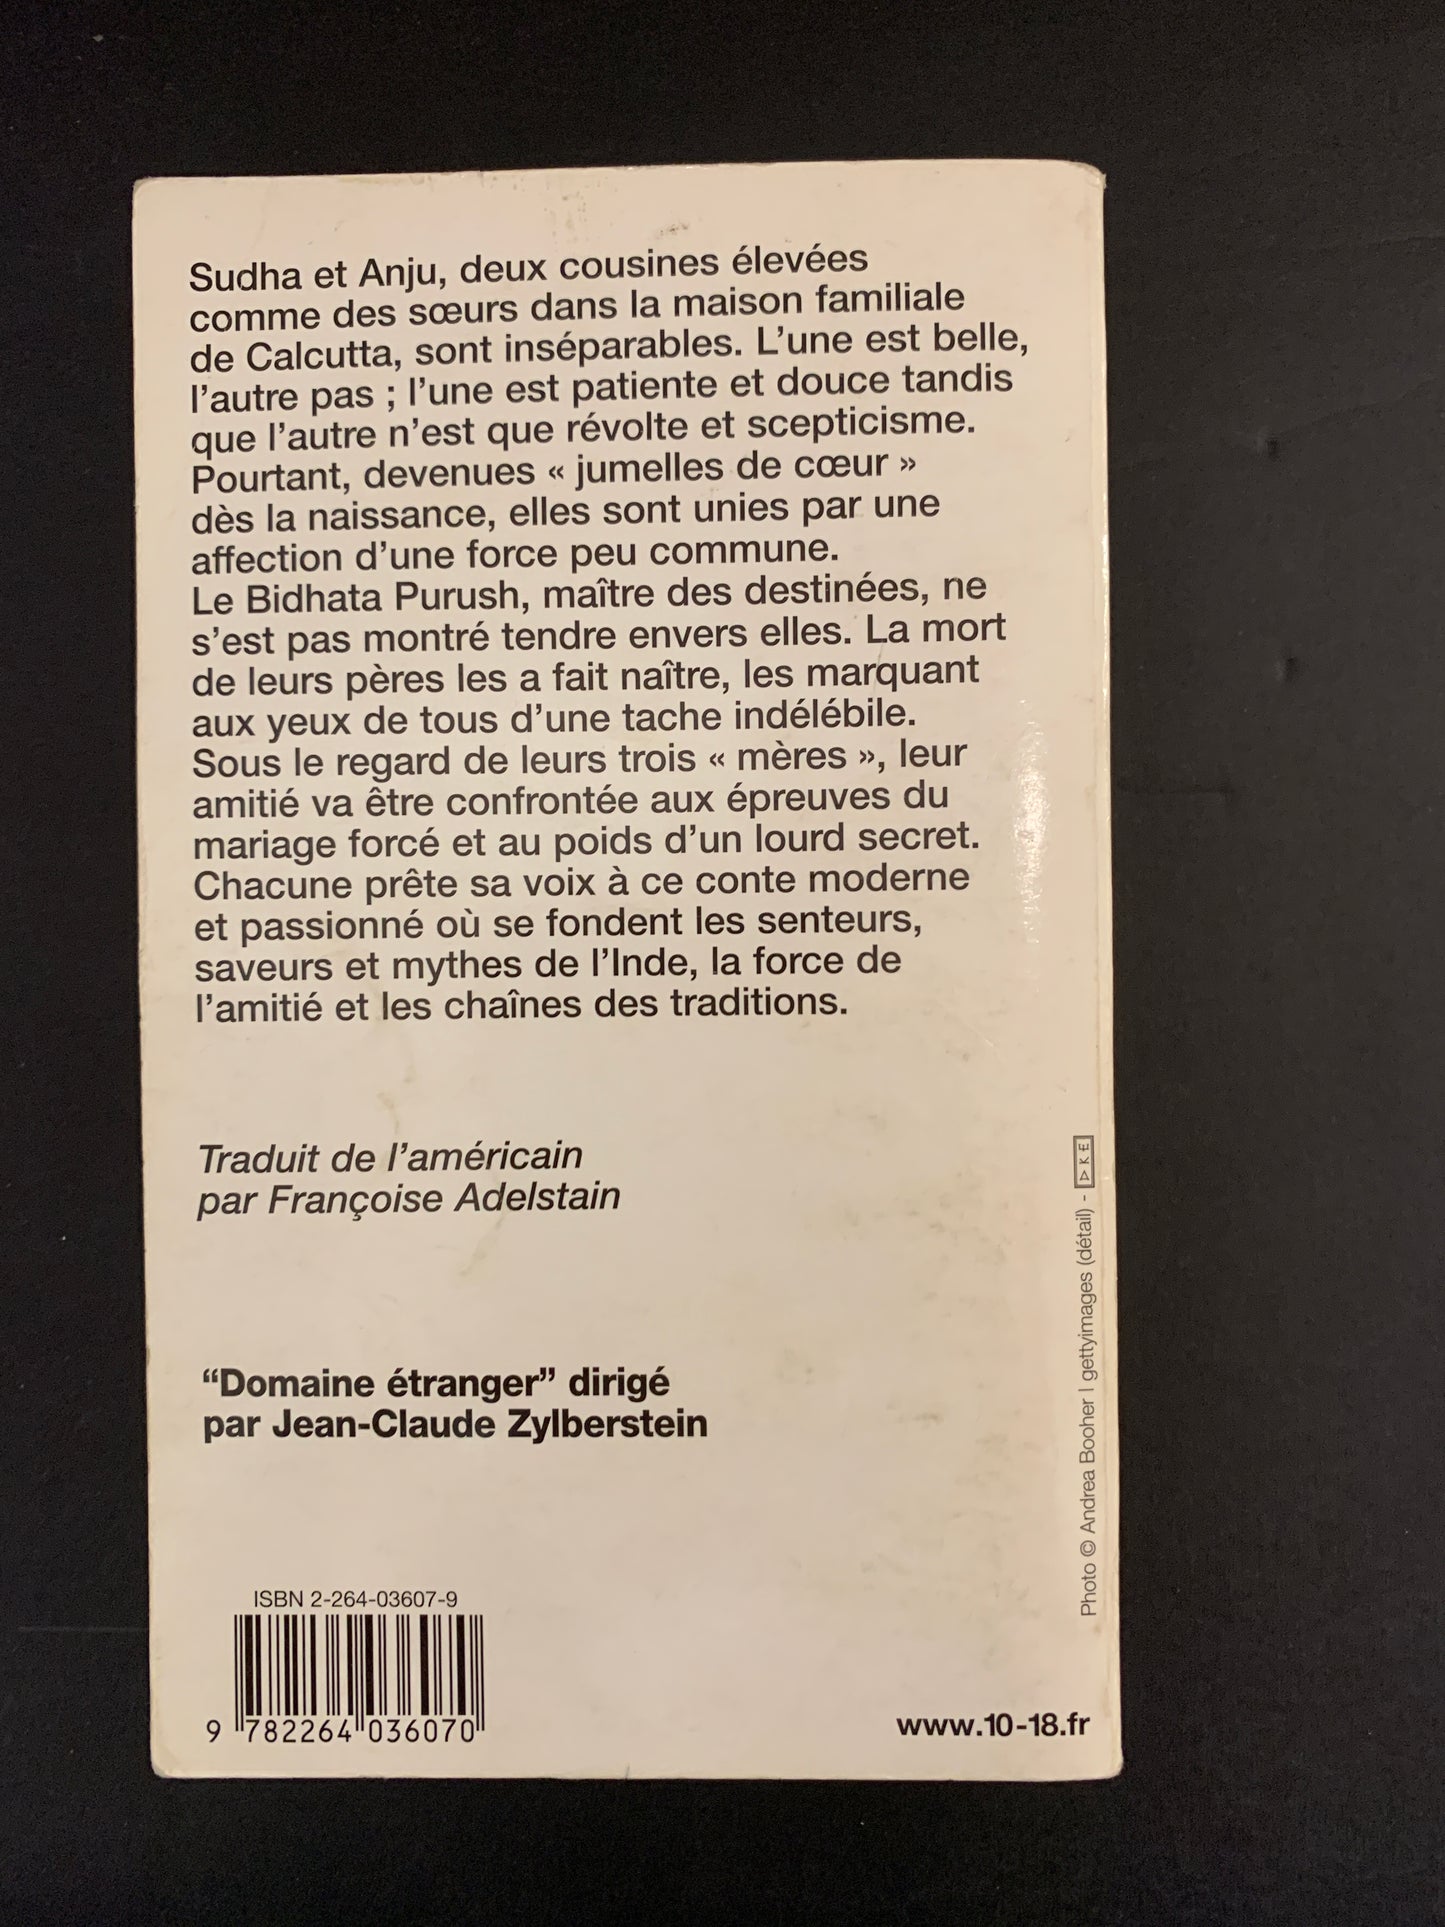 Sudha et Anju, deux cousines élevées
comme des sœurs dans la maison familiale
de Calcutta, sont inséparables. L'une est belle,
l'autre pas ; l'une est patiente et douce tandis
que l'autre n'est que révolte et scepticisme.
Pourtant, devenues « jumelles de cœur »
dès la naissance, elles sont unies par une
affection d'une force peu commune.
Le Bidhata Purush, maître des destinées, ne
s'est pas montré tendre envers elles. La mort
de leurs pères les a fait naître, les marquant
aux yeux de tous d'une tache indélébile.
Sous le regard de leurs trois « mères », leur
amitié va être confrontée aux épreuves du
mariage forcé et au poids d'un lourd secret.
Chacune prête sa voix à ce conte moderne
et passionné où se fondent les senteurs,
saveurs et mythes de l'Inde, la force de
l'amitié et les chaînes des traditions.
Traduit de l'américain
par Françoise Adelstain
“Domaine étranger” dirigé
par Jean-Claude Zylberstein
ISBN 2-264-03607-9
9 782264 036070
www.10-18.fr
Photo © Andrea Booher | gettyimages (détail) -